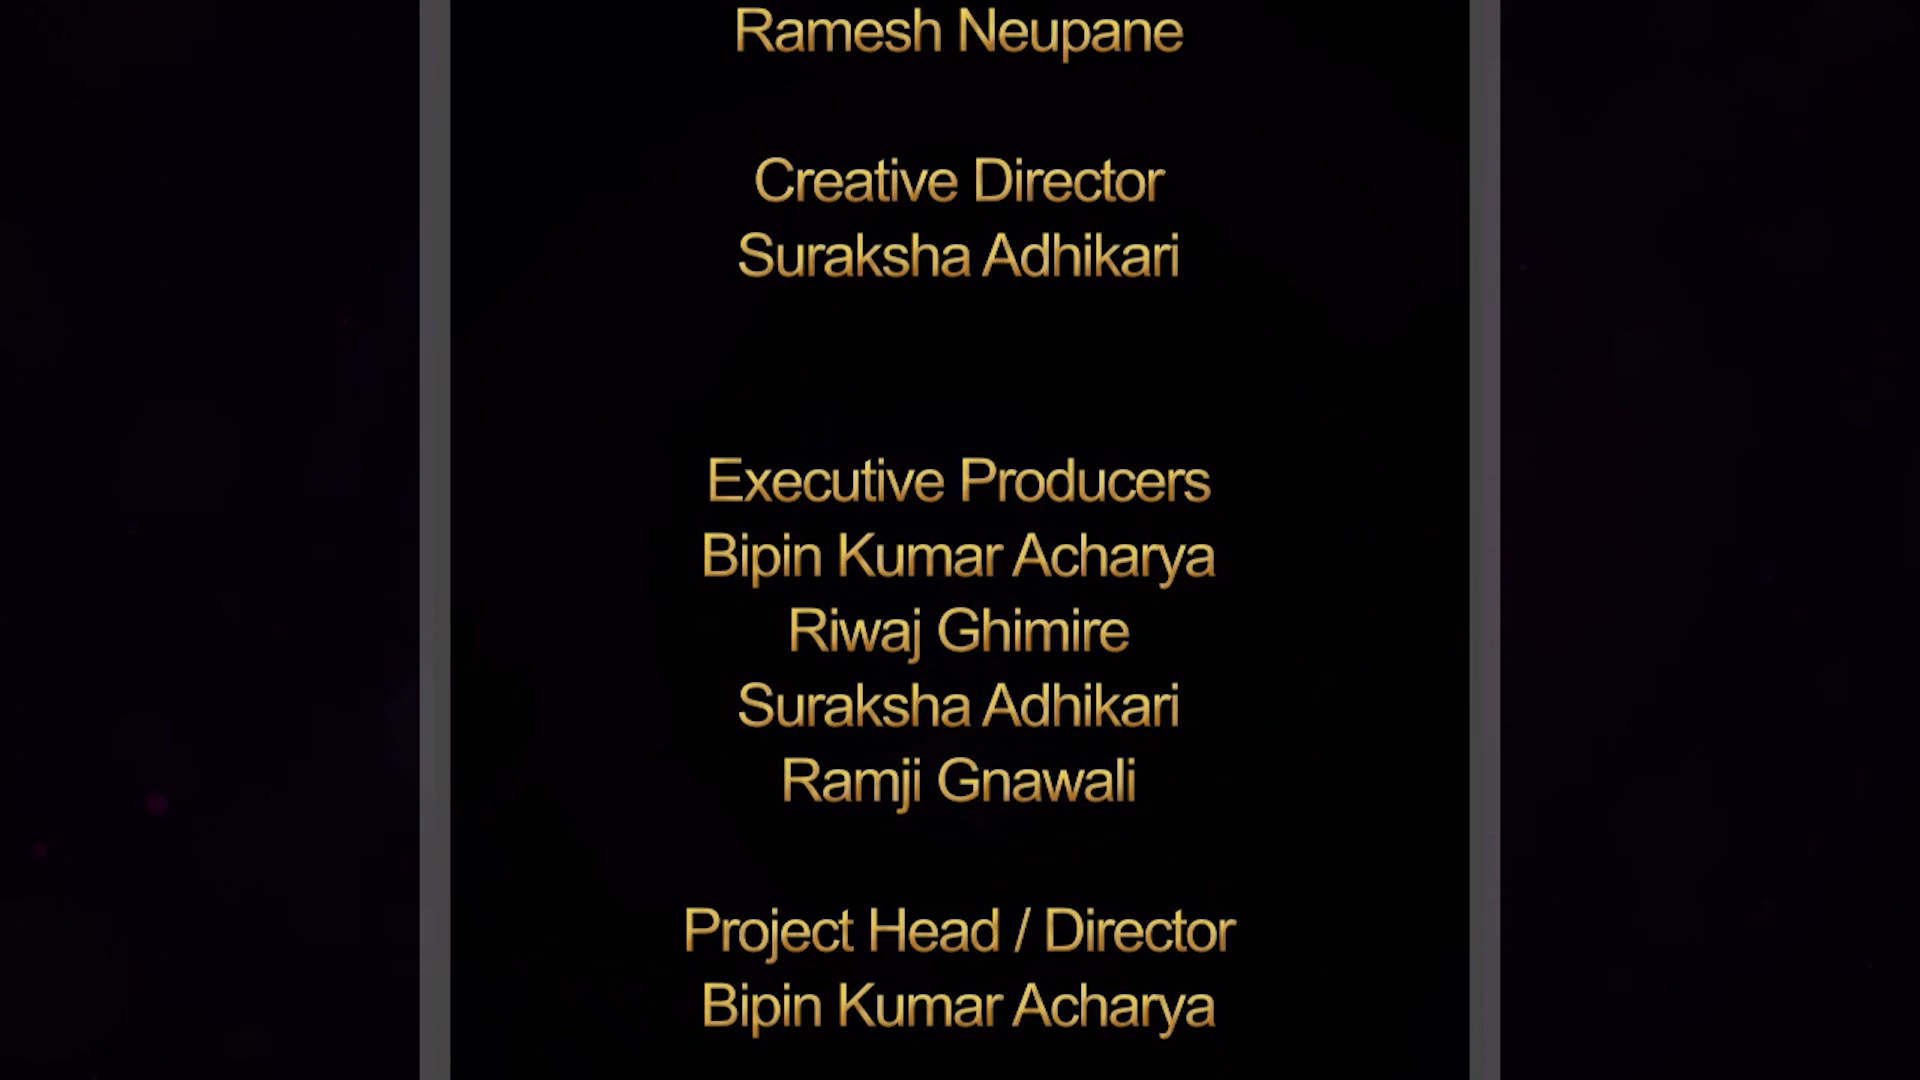 Ramesh Neupane
Creative Director
Suraksha Adhikari
Executive Producers
Bipin Kumar Acharya
Riwaj Ghimire
Suraksha Adhikari
Ramji Gnawali
Project Head / Director
Bipin Kumar Acharya